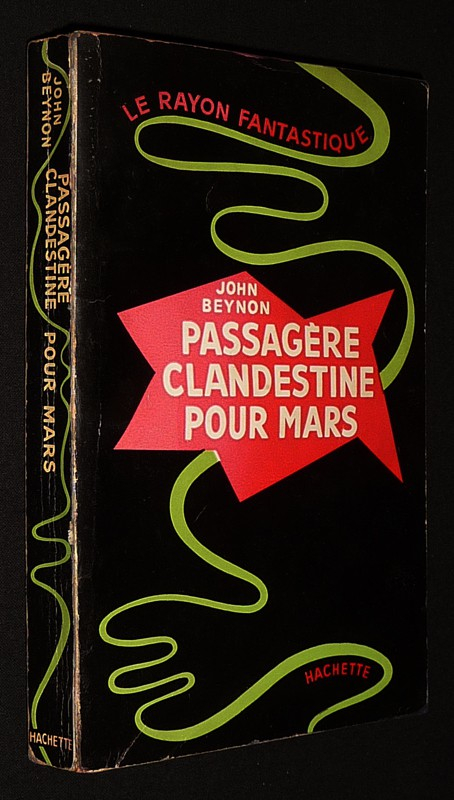 JOHN
BEYNON
PASSAGÈRE
CLANDESTINE POUR MARS
HACHETTE
LE RAYON FANTASTIQUE
JOHN
BEYNON
PASSAGÈRE
CLANDESTINE
POUR MARS
HACHETTE